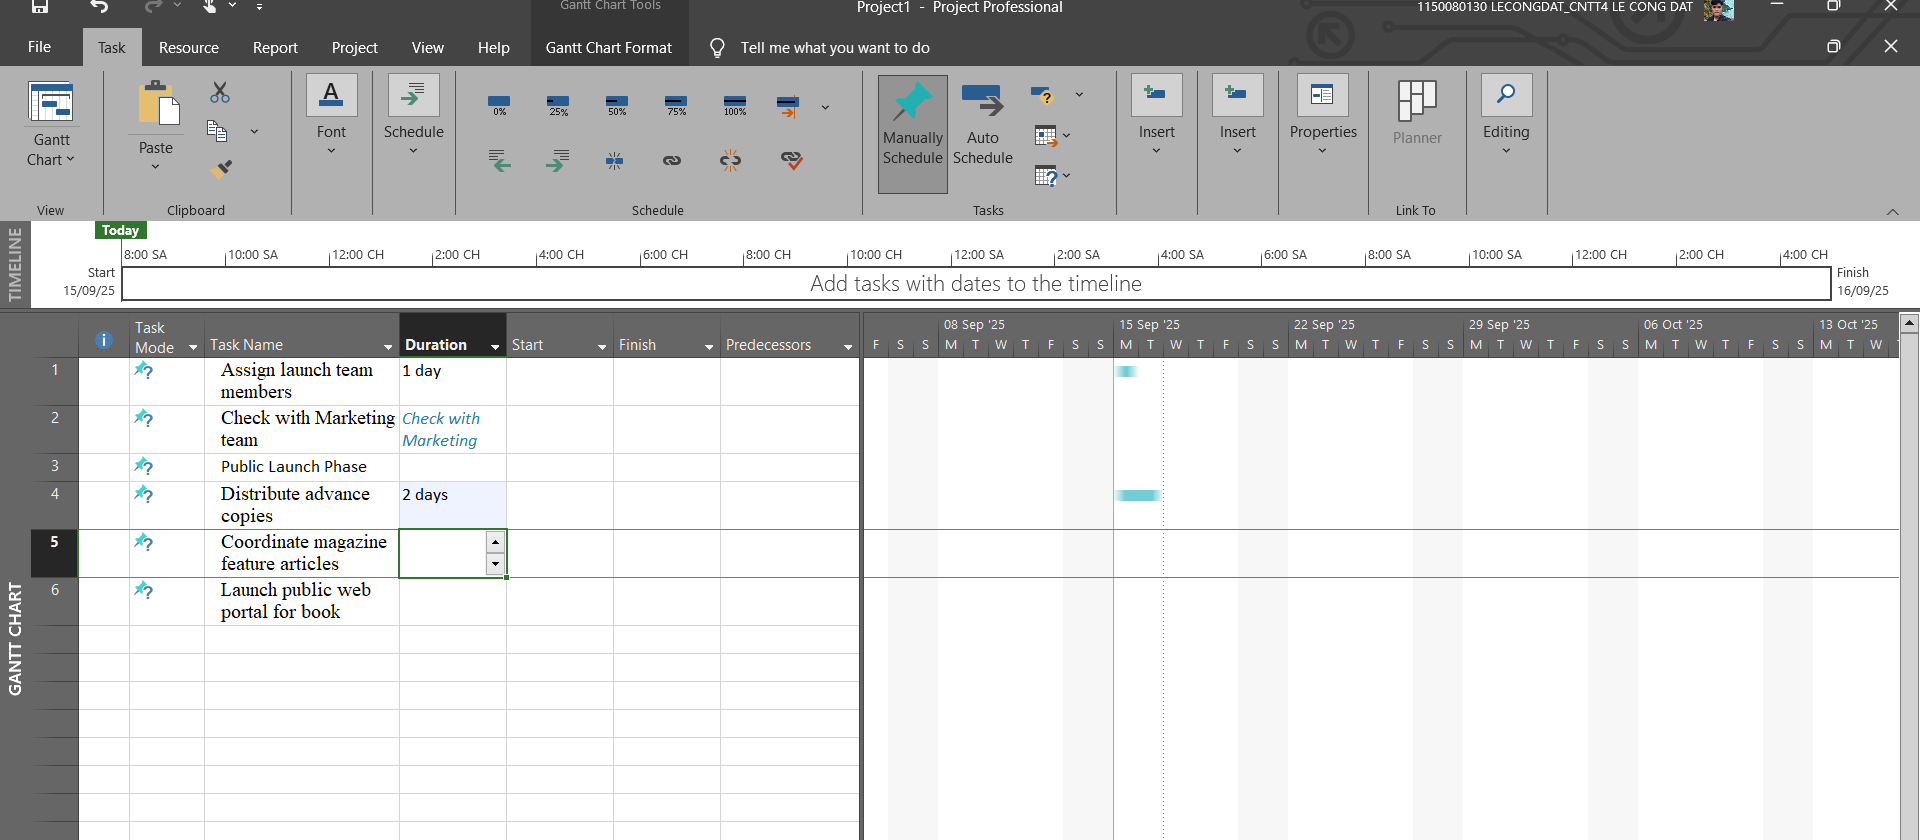 Gantt Chart Tools
Project1 - Project Professional
1150080130 LECONGDAT_CNTT4 LE CONG DAT
File
Task
Resource
Report
Project
View
Help
Gantt Chart Format
Tell me what you want to do
Gantt
Chart
View
Paste
Clipboard
Font
Schedule
0%
25%
50%
75%
100%
Schedule
Manually
Schedule
Auto
Schedule
Tasks
Insert
Insert
Properties
Planner
Link To
Editing
TIMELINE
Today
8:00 SA
10:00 SA
12:00 CH
2:00 CH
4:00 CH
6:00 CH
8:00 CH
10:00 CH
12:00 SA
2:00 SA
4:00 SA
6:00 SA
8:00 SA
10:00 SA
12:00 CH
2:00 CH
4:00 CH
Start
15/09/25
Add tasks with dates to the timeline
Finish
16/09/25
GANTT CHART
Task
Mode
Task Name
Duration
Start
Finish
Predecessors
08 Sep '25
15 Sep '25
22 Sep '25
29 Sep '25
06 Oct '25
13 Oct '25
F S S M T W T F S S M T W T F S S M T W T F S S M T W T F S S M T W T F S S M T W
1 Assign launch team 1 day
members
2 Check with Marketing Check with
team Marketing
3 Public Launch Phase
4 Distribute advance 2 days
copies
5 Coordinate magazine
feature articles
6 Launch public web
portal for book